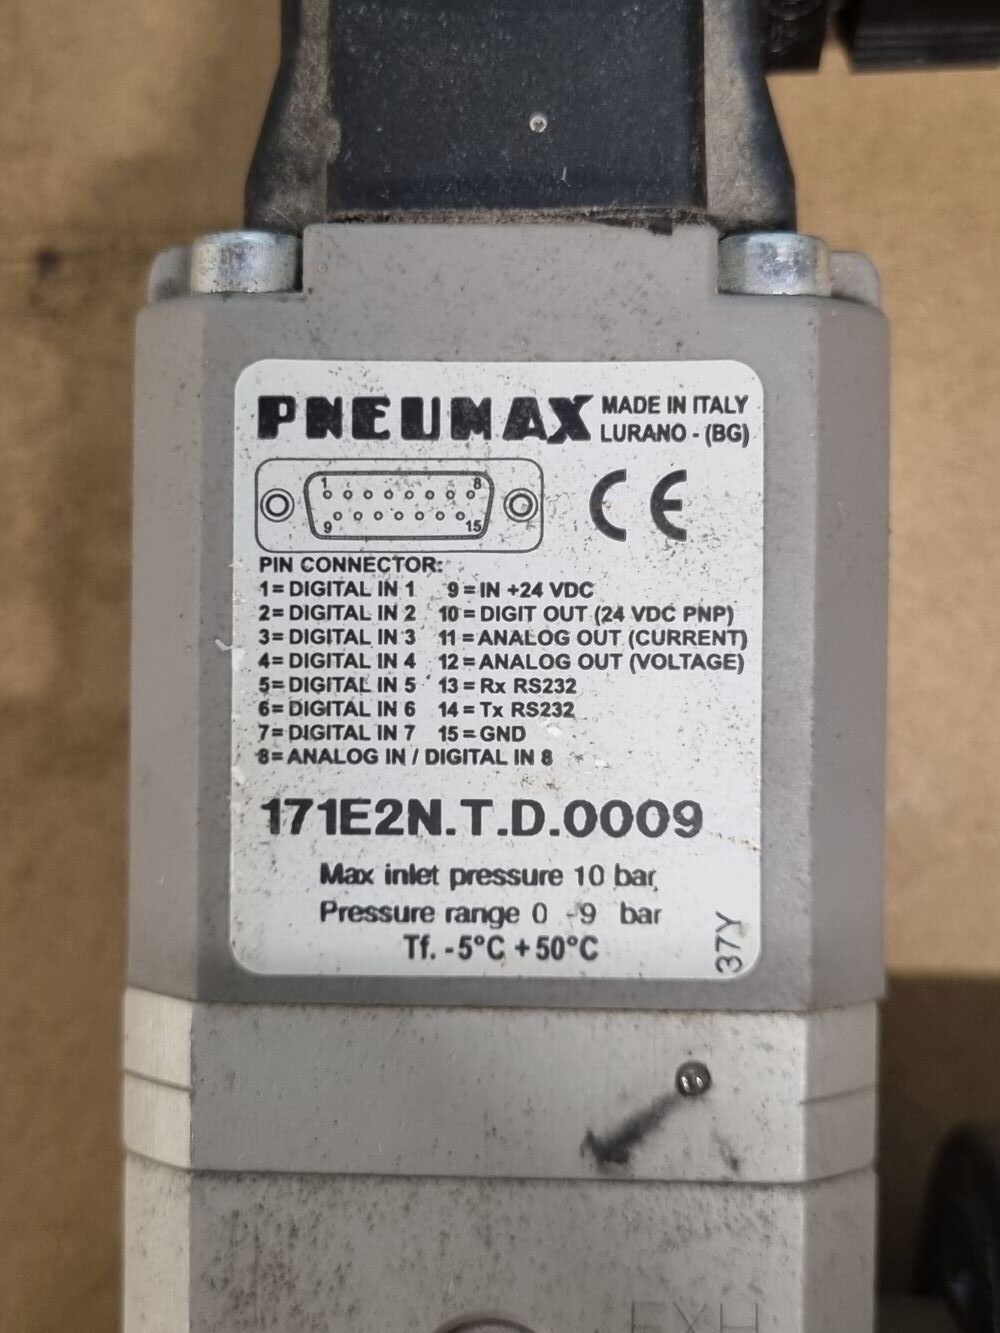 PNEUMAX MADE IN ITALY
LURANO - (BG)
1 8
9 15
CE
PIN CONNECTOR:
1 = DIGITAL IN 1 9 = IN +24 VDC
2 = DIGITAL IN 2 10 = DIGIT OUT (24 VDC PNP)
3 = DIGITAL IN 3 11 = ANALOG OUT (CURRENT)
4 = DIGITAL IN 4 12 = ANALOG OUT (VOLTAGE)
5 = DIGITAL IN 5 13 = Rx RS232
6 = DIGITAL IN 6 14 = Tx RS232
7 = DIGITAL IN 7 15 = GND
8 = ANALOG IN / DIGITAL IN 8
171E2N.T.D.0009
Max inlet pressure 10 bar
Pressure range 0 -9 bar
Tf. -5°C +50°C
37Y
EXH